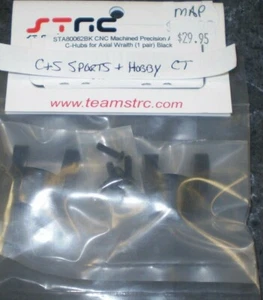 STRC
MAP
$29.95
STA80062BK CNC Machined Precision
C-Hubs for Axial Wraith (1 pair) Black
C+S SPORTS + HOBBY CT
www.teamstrc.com